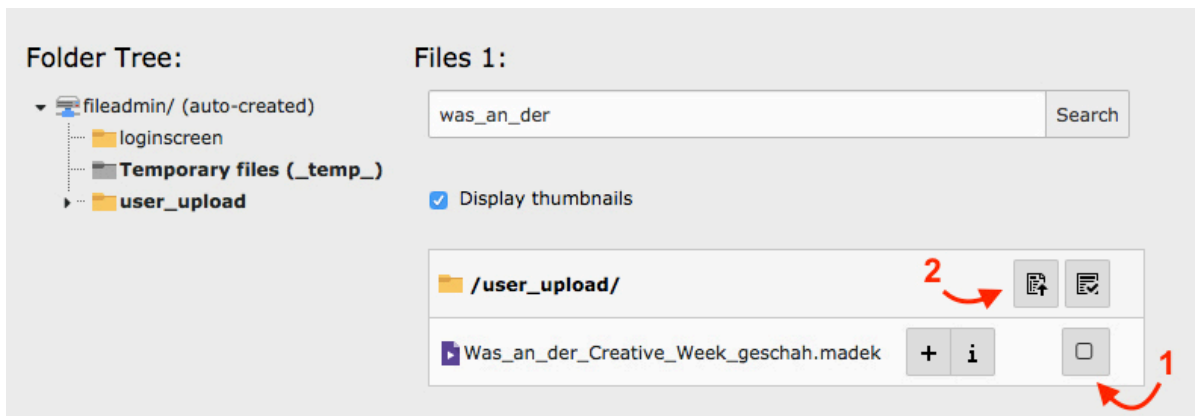 Folder Tree:
fileadmin/ (auto-created)
loginscreen
Temporary files (_temp_)
user_upload
Files 1:
was_an_der Search
Display thumbnails
/user_upload/ 2
Was_an_der_Creative_Week_geschah.madek + i 1